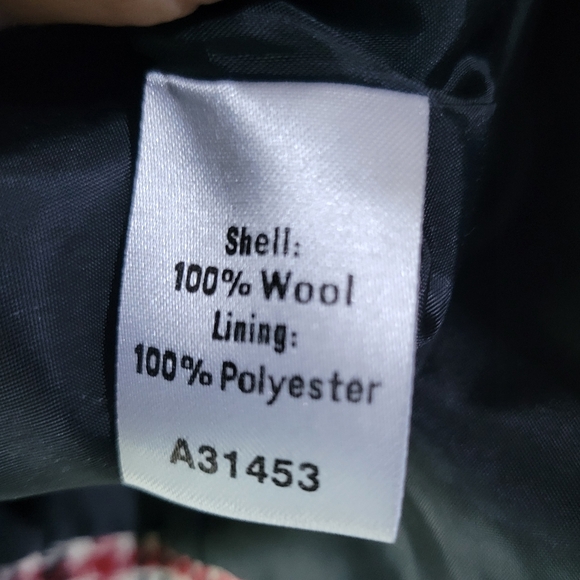 Shell:
100% Wool
Lining:
100% Polyester
A31453